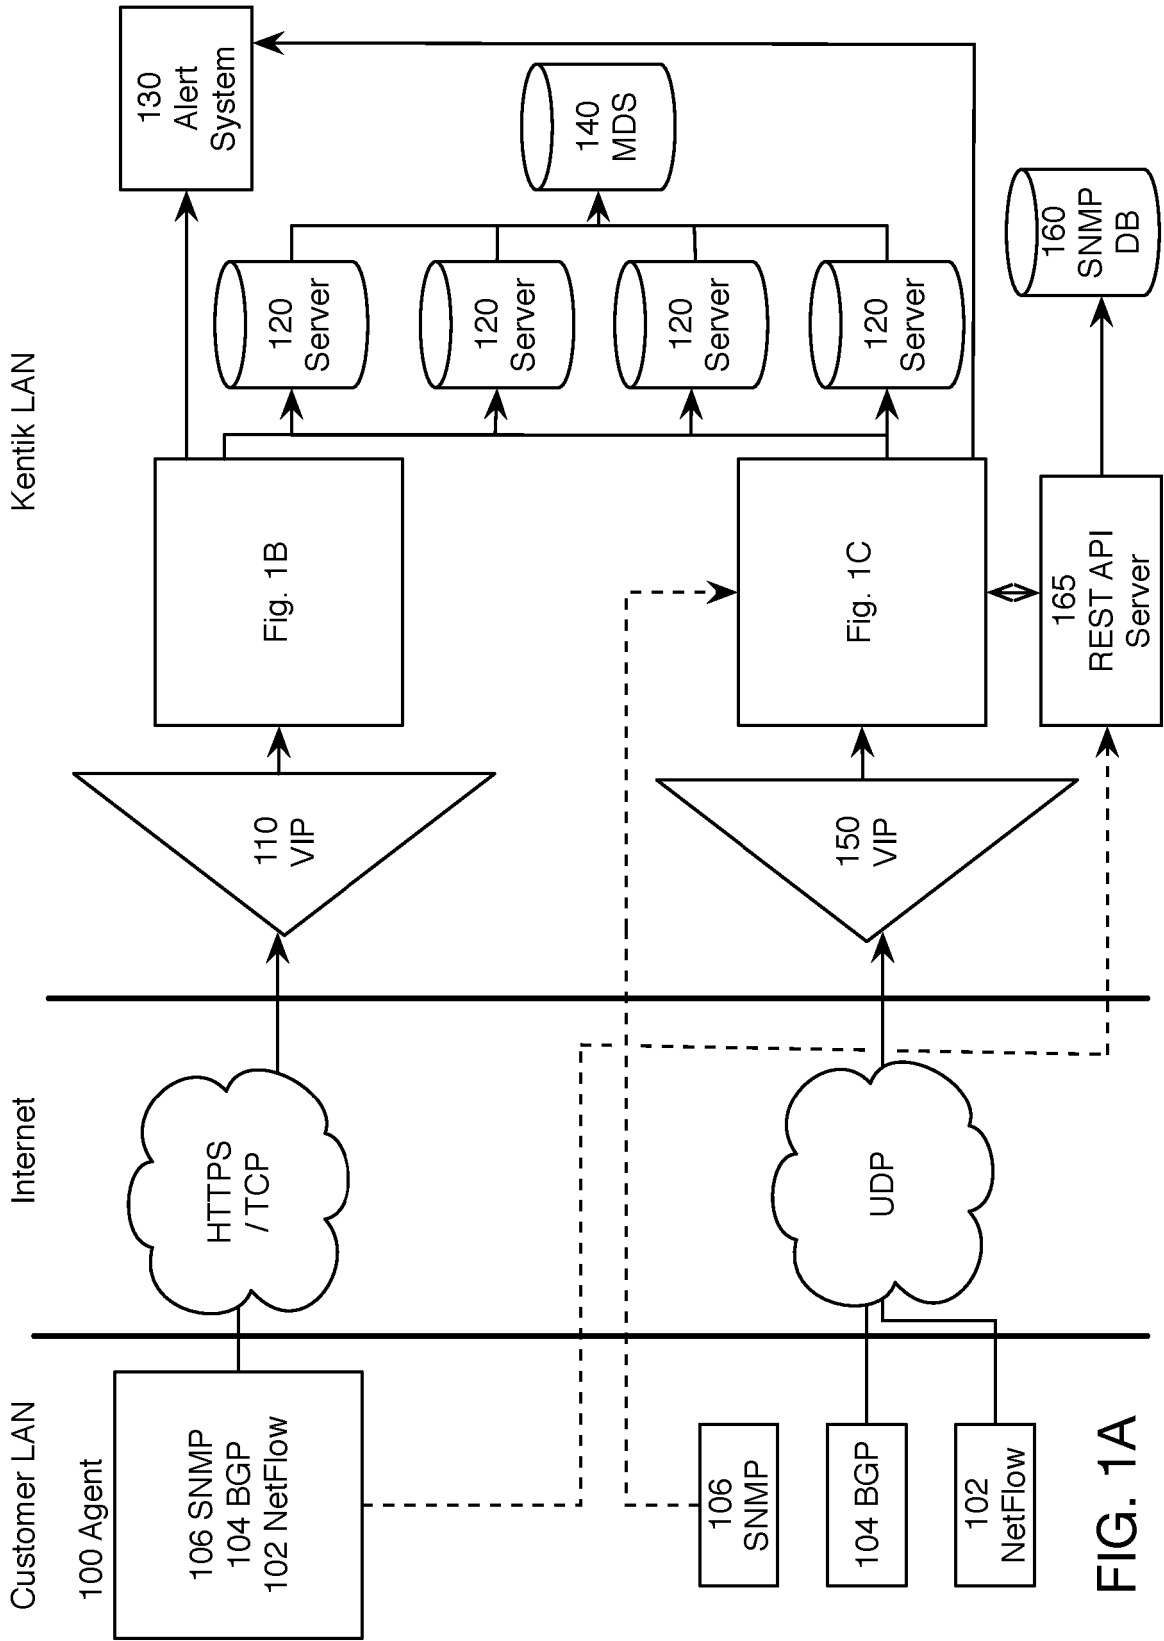 Customer LAN
Internet
Kentik LAN
100 Agent
106 SNMP
104 BGP
102 NetFlow
HTTPS
/ TCP
110
VIP
Fig. 1B
130
Alert
System
120
Server
120
Server
120
Server
120
Server
140
MDS
106
SNMP
104 BGP
102
NetFlow
UDP
150
VIP
Fig. 1C
165
REST API
Server
160
SNMP
DB
FIG. 1A